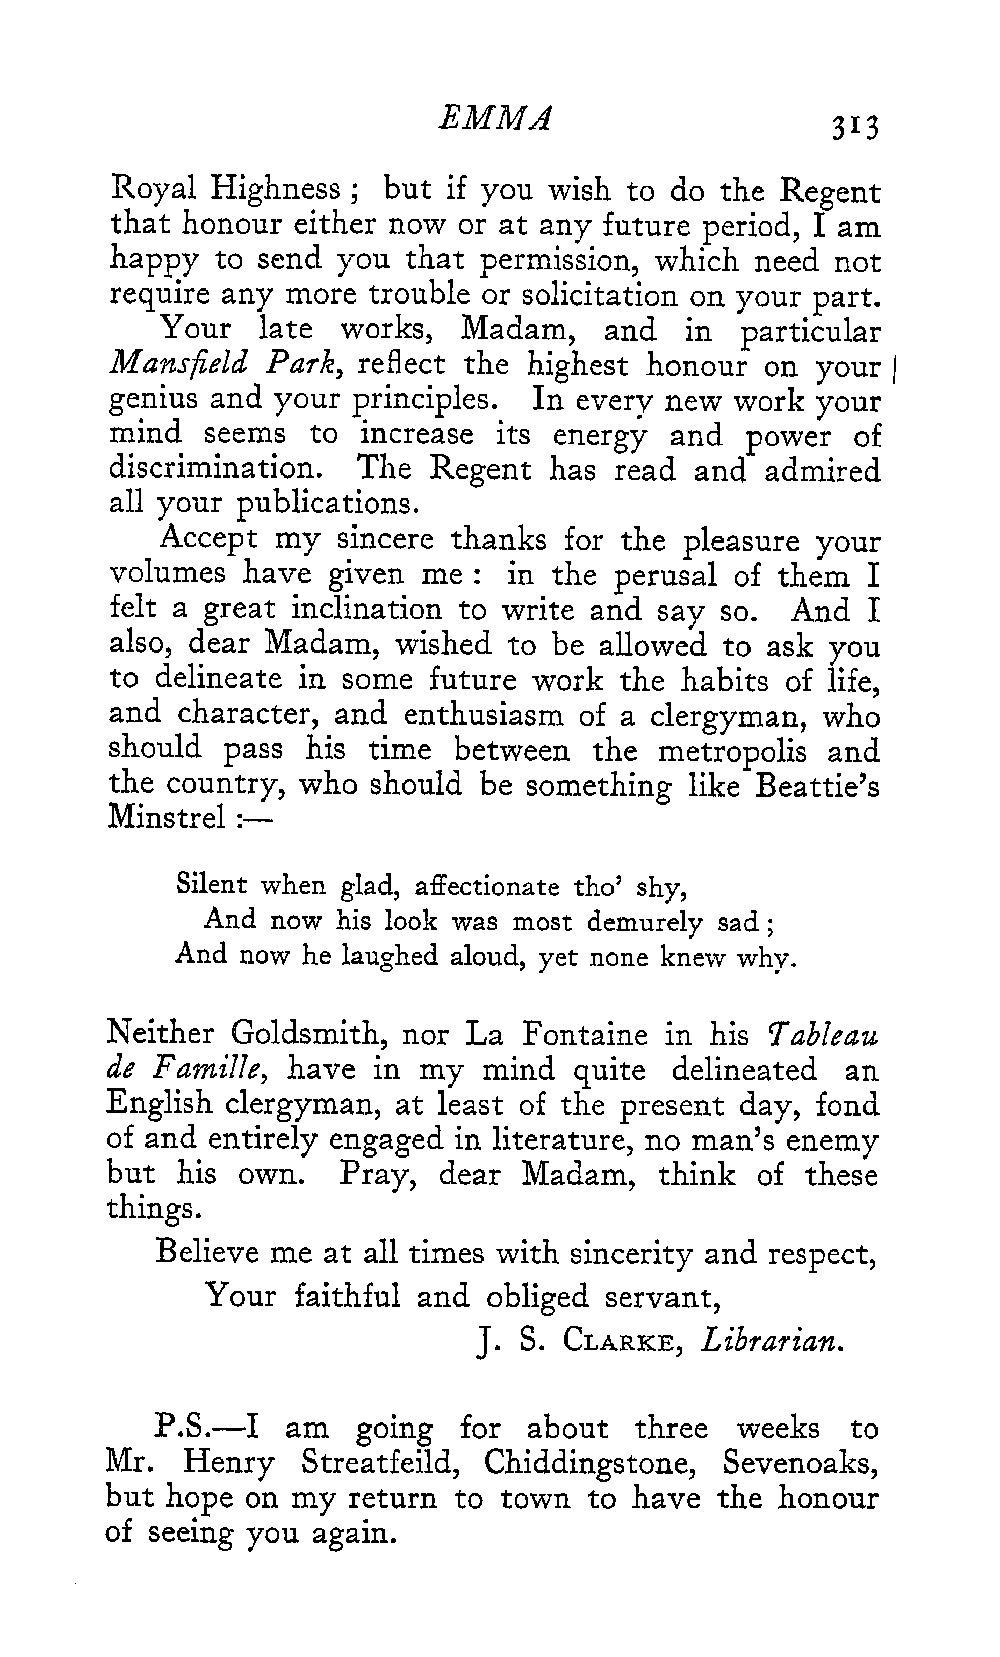 EMMA 313
Royal Highness ; but if you wish to do the Regent
that honour either now or at any future period, I am
happy to send you that permission, which need not
require any more trouble or solicitation on your part.
Your late works, Madam, and in particular
Mansfield Park, reflect the highest honour on your
genius and your principles. In every new work your
mind seems to increase its energy and power of
discrimination. The Regent has read and admired
all your publications.
Accept my sincere thanks for the pleasure your
volumes have given me : in the perusal of them I
felt a great inclination to write and say so. And I
also, dear Madam, wished to be allowed to ask you
to delineate in some future work the habits of life,
and character, and enthusiasm of a clergyman, who
should pass his time between the metropolis and
the country, who should be something like Beattie's
Minstrel :—
Silent when glad, affectionate tho' shy,
And now his look was most demurely sad ;
And now he laughed aloud, yet none knew why.
Neither Goldsmith, nor La Fontaine in his Tableau
de Famille, have in my mind quite delineated an
English clergyman, at least of the present day, fond
of and entirely engaged in literature, no man's enemy
but his own. Pray, dear Madam, think of these
things.
Believe me at all times with sincerity and respect,
Your faithful and obliged servant,
J. S. CLARKE, Librarian.
P.S.—I am going for about three weeks to
Mr. Henry Streatfeild, Chiddingstone, Sevenoaks,
but hope on my return to town to have the honour
of seeing you again.